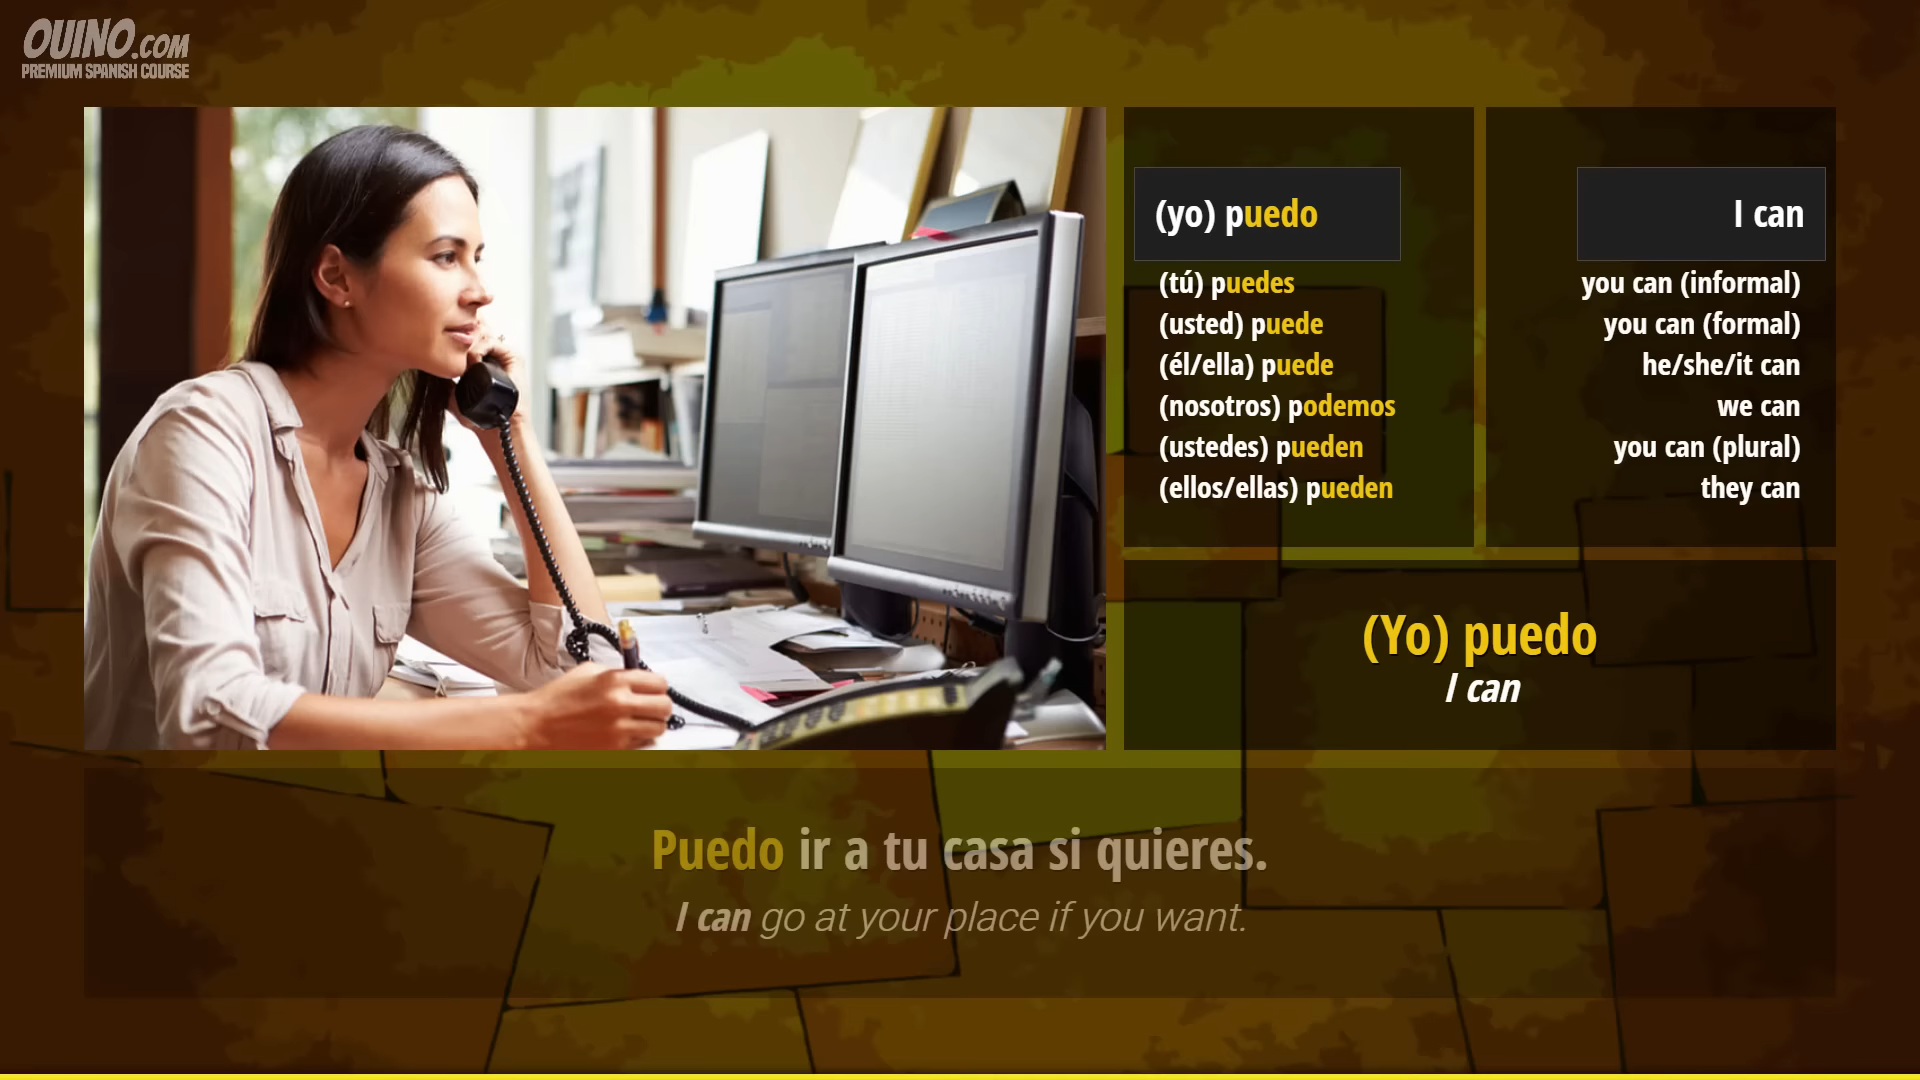 OUINO.COM
PREMIUM SPANISH COURSE
(yo) puedo
(tú) puedes
(usted) puede
(él/ella) puede
(nosotros) podemos
(ustedes) pueden
(ellos/ellas) pueden
I can
you can (informal)
you can (formal)
he/she/it can
we can
you can (plural)
they can
(Yo) puedo
I can
Puedo ir a tu casa si quieres.
I can go at your place if you want.